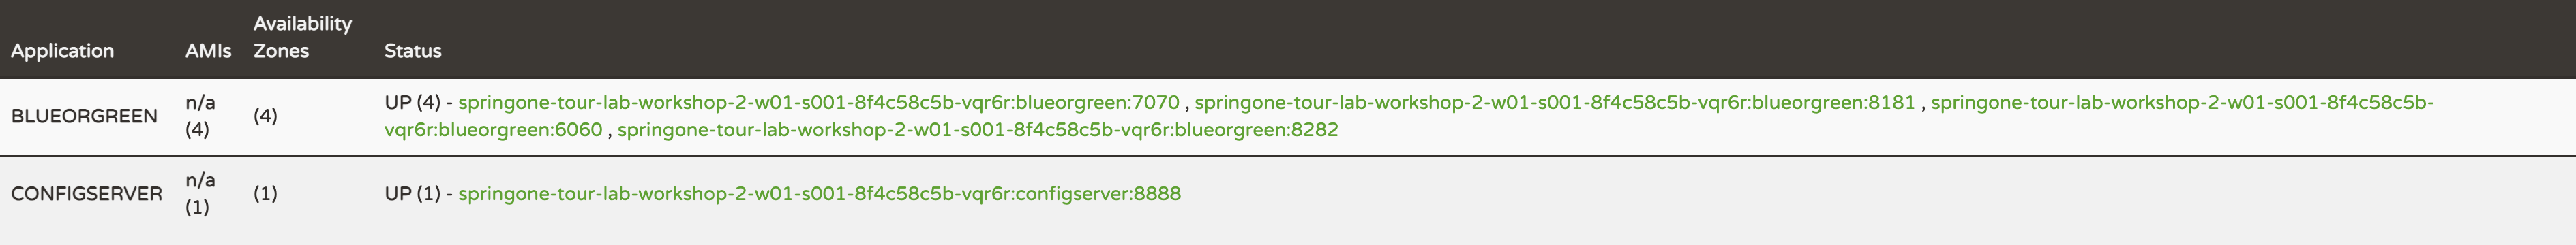 Application AMIs Availability Zones Status
BLUEORGREEN n/a (4) (4) UP (4) - springone-tour-lab-workshop-2-w01-s001-8f4c58c5b-vqr6r:blueorgreen:7070 , springone-tour-lab-workshop-2-w01-s001-8f4c58c5b-vqr6r:blueorgreen:8181 , springone-tour-lab-workshop-2-w01-s001-8f4c58c5b-
vqr6r:blueorgreen:6060 , springone-tour-lab-workshop-2-w01-s001-8f4c58c5b-vqr6r:blueorgreen:8282
CONFIGSERVER n/a (1) (1) UP (1) - springone-tour-lab-workshop-2-w01-s001-8f4c58c5b-vqr6r:configserver:8888